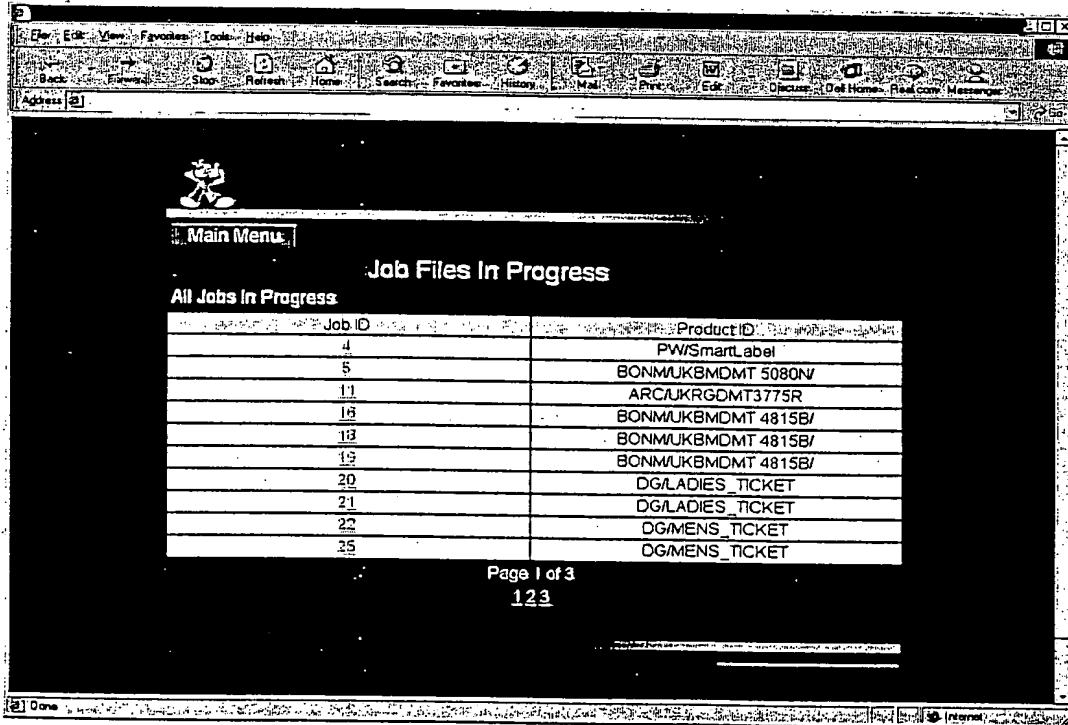 File Edit View Favorites Tools Help
Back Forward Stop Refresh Home Search Favorites History Mail Print Edit Discuss Dell Home Real.com Messenger
Address Go
Main Menu
Job Files In Progress
All Jobs In Progress
Job ID Product ID
4 PW/SmartLabel
5 BONM/UKBMDMT 5080N/
11 ARC/UKRGDMT3775R
16 BONM/UKBMDMT 4815B/
18 BONM/UKBMDMT 4815B/
19 BONM/UKBMDMT 4815B/
20 DG/LADIES_TICKET
21 DG/LADIES_TICKET
22 DG/MENS_TICKET
25 DG/MENS_TICKET
Page 1 of 3
1 2 3
Done Internet